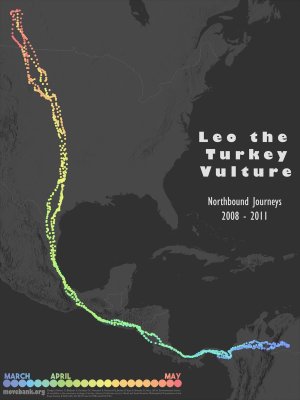 Leo the
Turkey
Vulture
Northbound Journeys
2008 - 2011
MARCH APRIL MAY
movebank.org